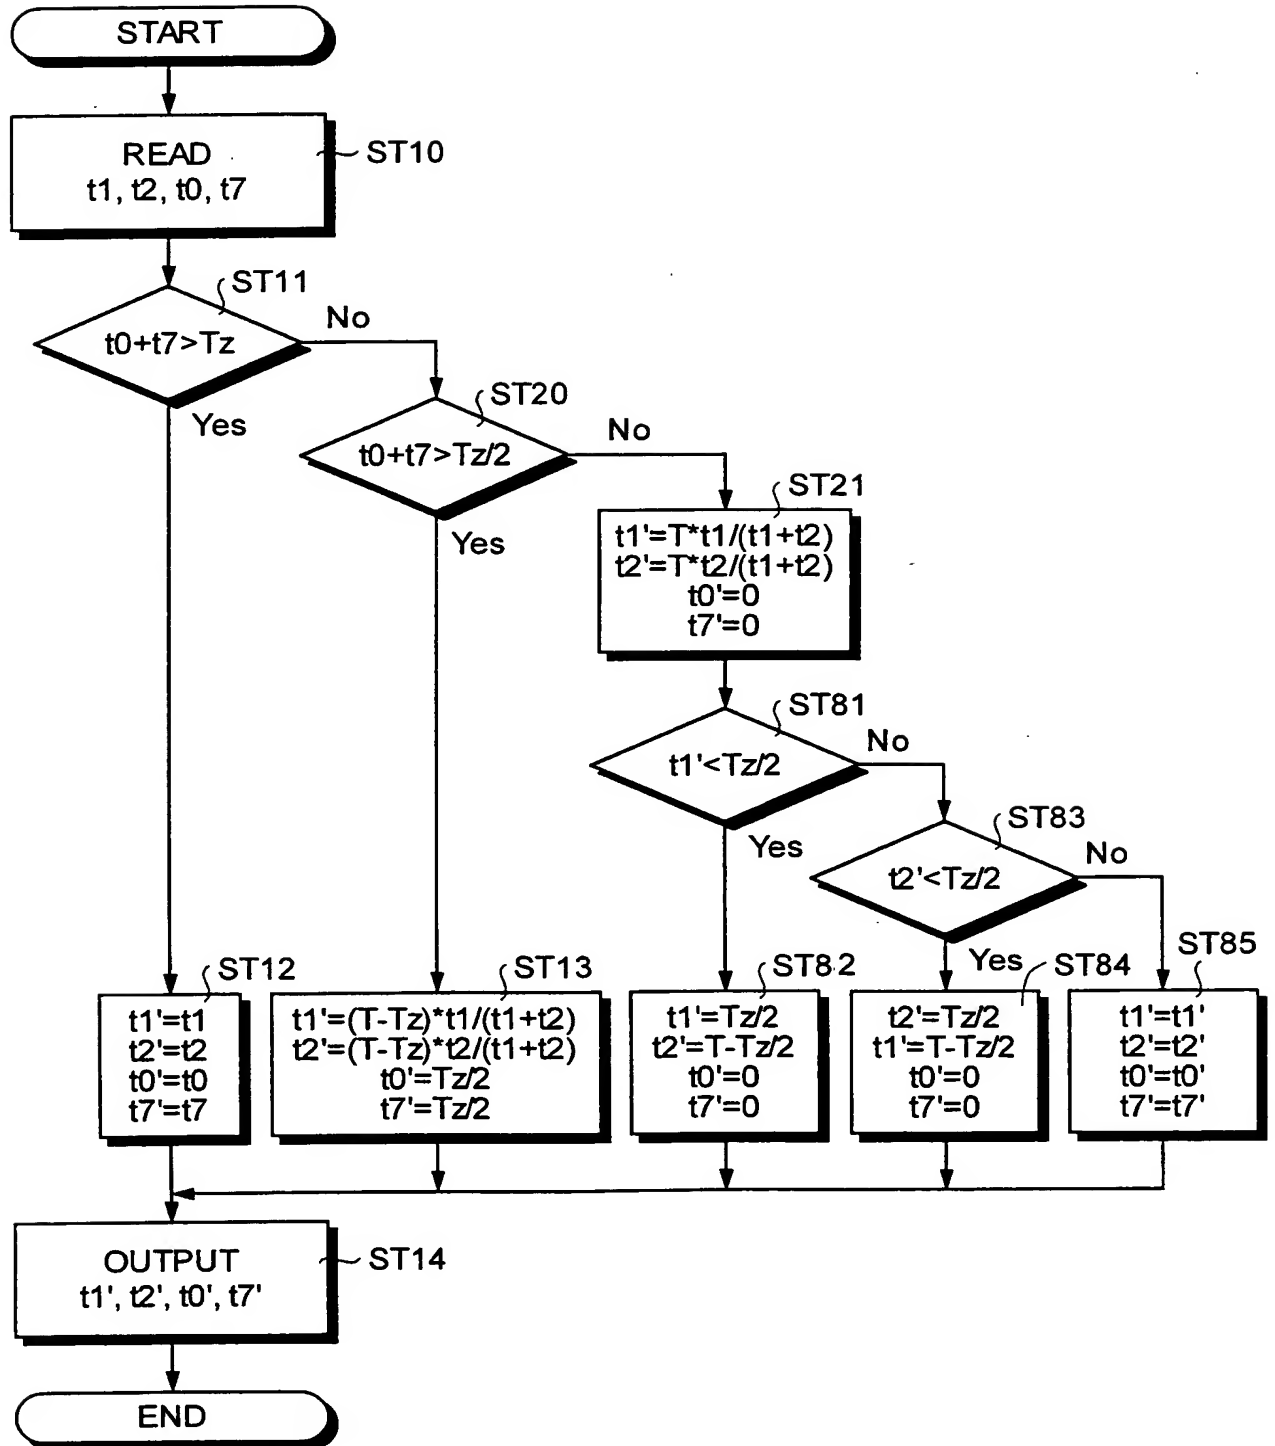 START
READ
t1, t2, t0, t7
ST10
ST11
t0+t7>Tz
No
Yes
ST20
t0+t7>Tz/2
No
Yes
ST21
t1'=T*t1/(t1+t2)
t2'=T*t2/(t1+t2)
t0'=0
t7'=0
ST81
t1'<Tz/2
No
Yes
ST83
t2'<Tz/2
No
Yes
ST12
t1'=t1
t2'=t2
t0'=t0
t7'=t7
ST13
t1'=(T-Tz)*t1/(t1+t2)
t2'=(T-Tz)*t2/(t1+t2)
t0'=Tz/2
t7'=Tz/2
ST82
t1'=Tz/2
t2'=T-Tz/2
t0'=0
t7'=0
ST84
t2'=Tz/2
t1'=T-Tz/2
t0'=0
t7'=0
ST85
t1'=t1'
t2'=t2'
t0'=t0'
t7'=t7'
OUTPUT
t1', t2', t0', t7'
ST14
END